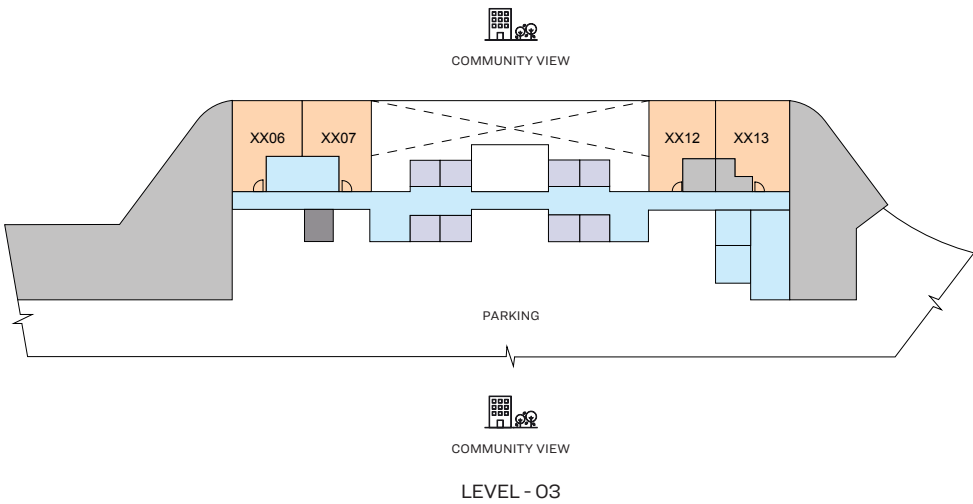 COMMUNITY VIEW
XX06
XX07
XX12
XX13
PARKING
COMMUNITY VIEW
LEVEL - 03